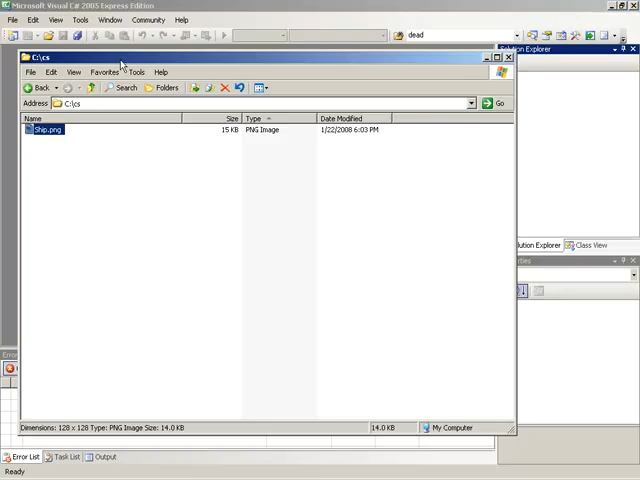 Microsoft Visual C# 2005 Express Edition
File Edit View Tools Window Community Help
dead
Solution Explorer
C:\cs
File Edit View Favorites Tools Help
Back Search Folders
Address C:\cs Go
Name Size Type Date Modified
Ship.png 15 KB PNG Image 1/22/2008 6:03 PM
ution Explorer Class View
rties
Error
Dimensions: 128 x 128 Type: PNG Image Size: 14.0 KB 14.0 KB My Computer
Error List Task List Output
Ready